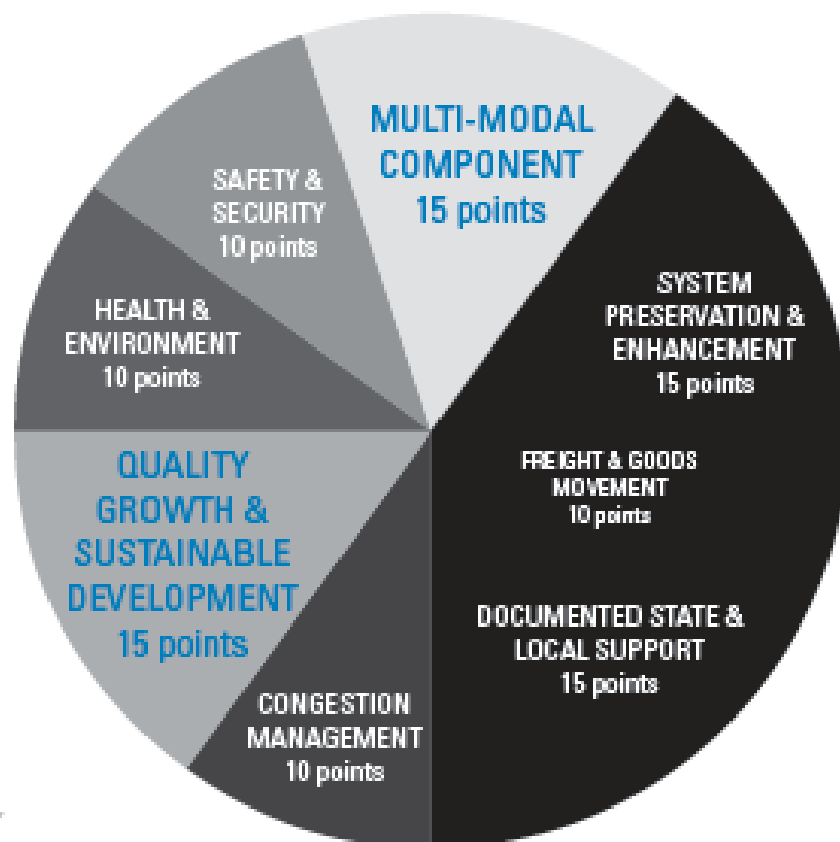 MULTI-MODAL
COMPONENT
15 points
SYSTEM
PRESERVATION &
ENHANCEMENT
15 points
FREIGHT & GOODS
MOVEMENT
10 points
DOCUMENTED STATE &
LOCAL SUPPORT
15 points
CONGESTION
MANAGEMENT
10 points
QUALITY
GROWTH &
SUSTAINABLE
DEVELOPMENT
15 points
HEALTH &
ENVIRONMENT
10 points
SAFETY &
SECURITY
10 points